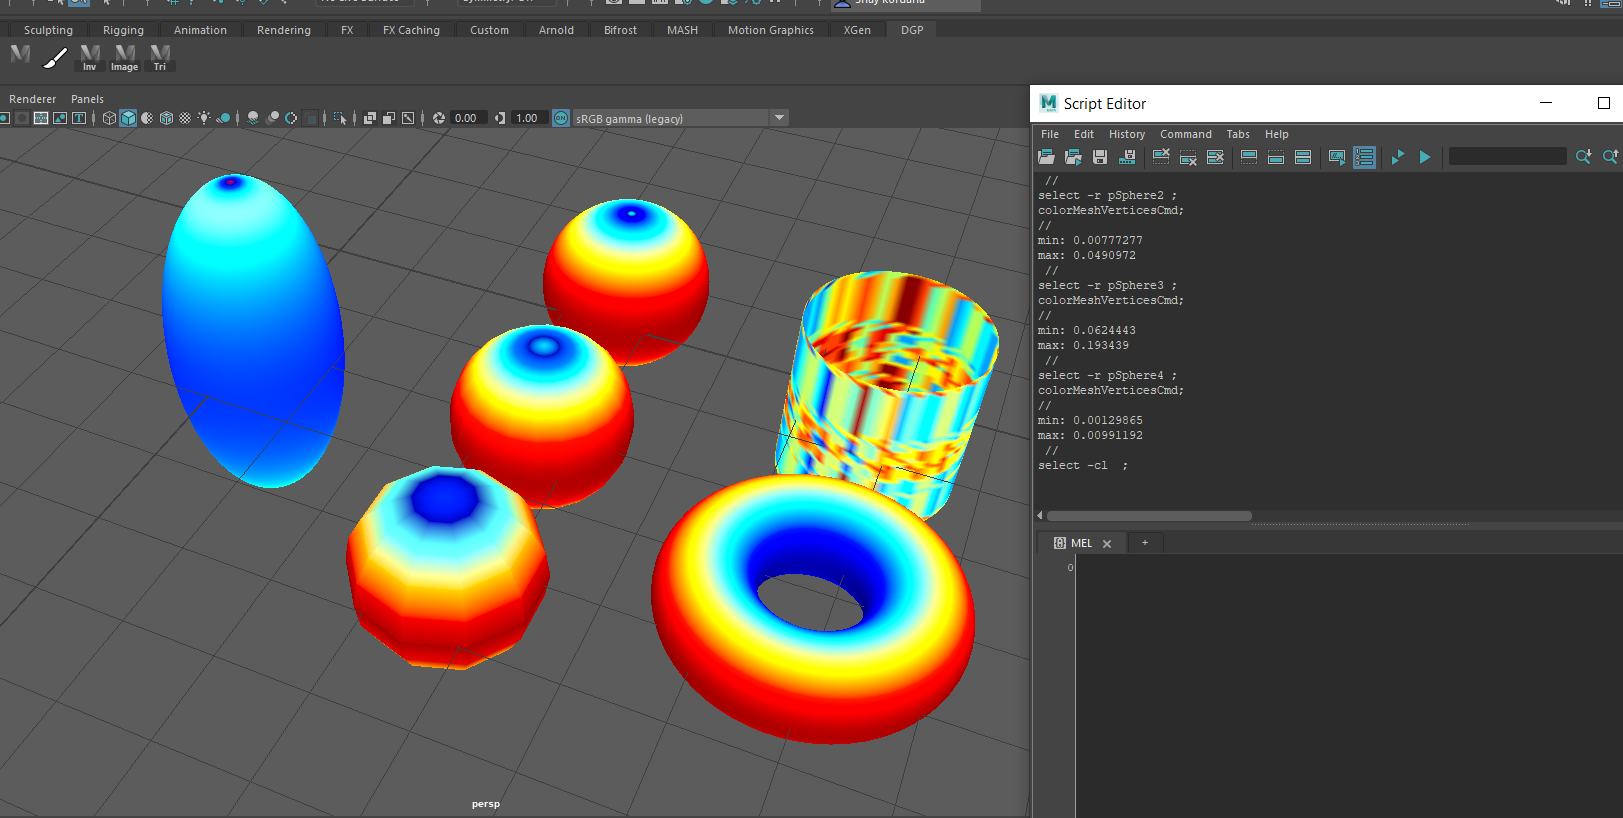 Sculpting Rigging Animation Rendering FX FX Caching Custom Arnold Bifrost MASH Motion Graphics XGen DGP
Inv Image Tri
Renderer Panels
0.00 1.00 ON sRGB gamma (legacy)
persp
Script Editor
File Edit History Command Tabs Help
//
select -r pSphere2 ;
colorMeshVerticesCmd;
//
min: 0.00777277
max: 0.0490972
//
select -r pSphere3 ;
colorMeshVerticesCmd;
//
min: 0.0624443
max: 0.193439
//
select -r pSphere4 ;
colorMeshVerticesCmd;
//
min: 0.00129865
max: 0.00991192
//
select -cl ;
MEL
0